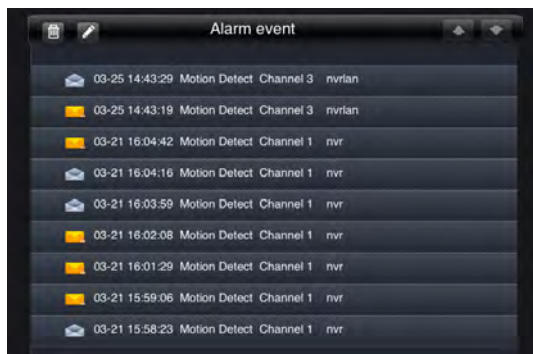 Alarm event
03-25 14:43:29 Motion Detect Channel 3 nvrlan
03-25 14:43:19 Motion Detect Channel 3 nvrlan
03-21 16:04:42 Motion Detect Channel 1 nvr
03-21 16:04:16 Motion Detect Channel 1 nvr
03-21 16:03:59 Motion Detect Channel 1 nvr
03-21 16:02:08 Motion Detect Channel 1 nvr
03-21 16:01:29 Motion Detect Channel 1 nvr
03-21 15:59:06 Motion Detect Channel 1 nvr
03-21 15:58:23 Motion Detect Channel 1 nvr